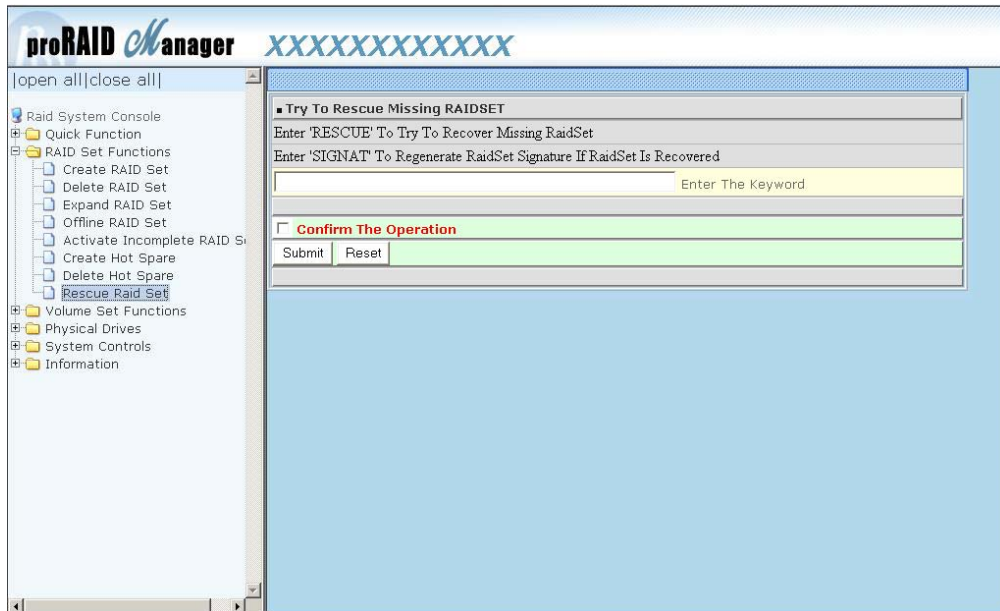 proRAID Manager XXXXXXXXXXXXX
|open all|close all|
Raid System Console
Quick Function
RAID Set Functions
Create RAID Set
Delete RAID Set
Expand RAID Set
Offline RAID Set
Activate Incomplete RAID Se
Create Hot Spare
Delete Hot Spare
Rescue Raid Set
Volume Set Functions
Physical Drives
System Controls
Information
Try To Rescue Missing RAIDSET
Enter 'RESCUE' To Try To Recover Missing RaidSet
Enter 'SIGNAT' To Regenerate RaidSet Signature If RaidSet Is Recovered
Enter The Keyword
Confirm The Operation
Submit Reset